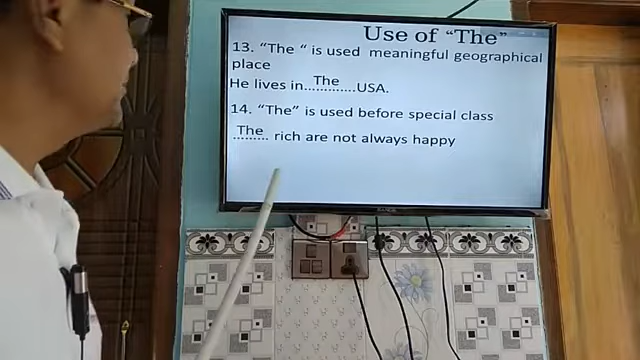 Use of “The”
13. “The “ is used meaningful geographical
place
He lives in.....The.....USA.
14. “The” is used before special class
The rich are not always happy